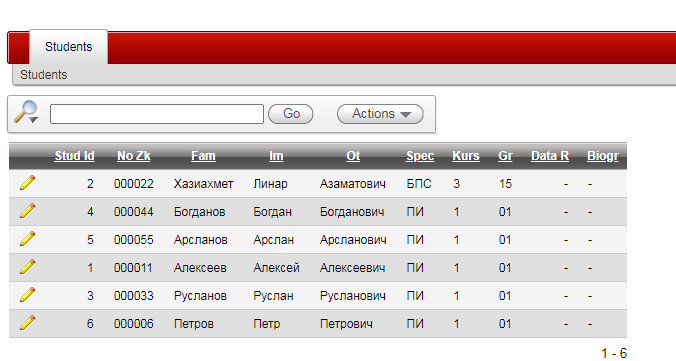 Students
Students
Go Actions
Stud Id No Zk Fam Im Ot Spec Kurs Gr Data R Biogr
2 000022 Хазиахмет Линар Азаматович БПС 3 15 - -
4 000044 Богданов Богдан Богданович ПИ 1 01 - -
5 000055 Арсланов Арслан Арсланович ПИ 1 01 - -
1 000011 Алексеев Алексей Алексеевич ПИ 1 01 - -
3 000033 Русланов Руслан Русланович ПИ 1 01 - -
6 000006 Петров Петр Петрович ПИ 1 01 - -
1 - 6